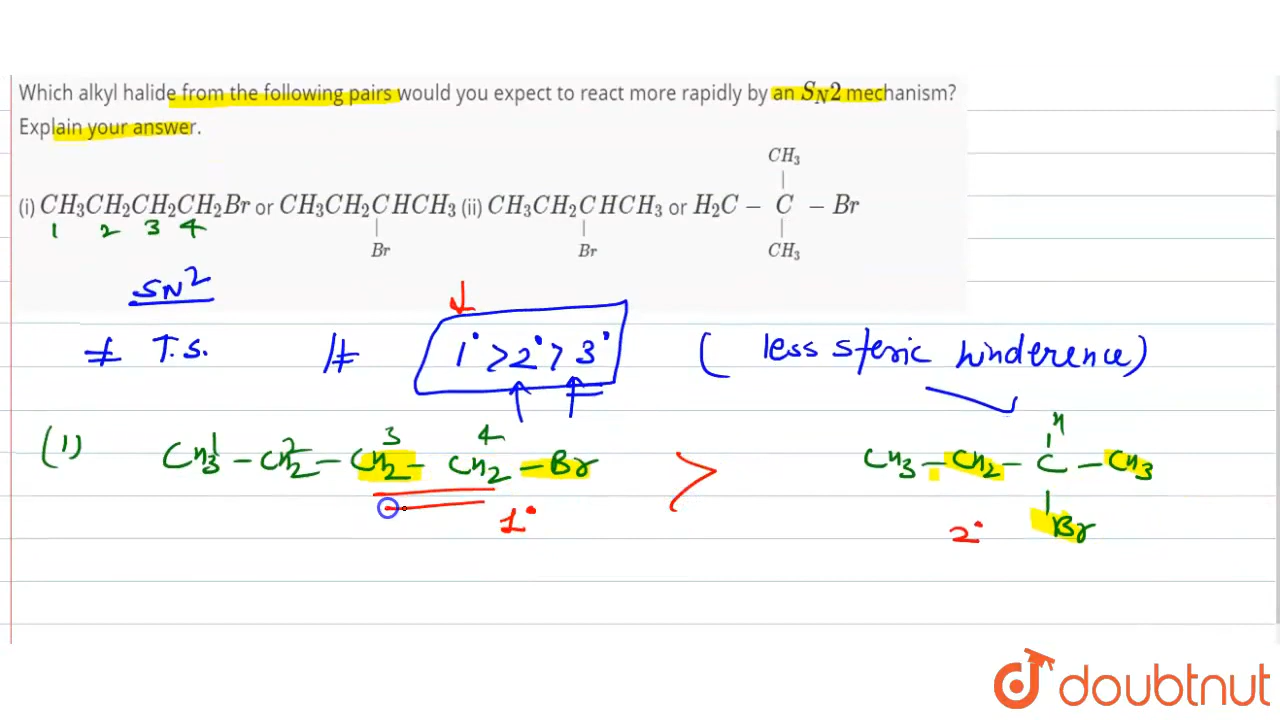 Which alkyl halide from the following pairs would you expect to react more rapidly by an S_N2 mechanism?
Explain your answer.
(i) CH₃CH₂CH₂CH₂Br or CH₃CH₂CHCH₃ (ii) CH₃CH₂CHCH₃ or H₂C – C – Br
| Br
| Br
CH₃ | | CH₃
1 2 3 4
SN²
≠ T.S. // ≠ 1° > 2° > 3° ( less steric hinderence )
(1) CH₃ – CH₂ – CH₂ – CH₂ – Br > CH₃ – CH₂ – C – CH₃
1 2 3 4
H | | Br
1° 2°
doubtnut